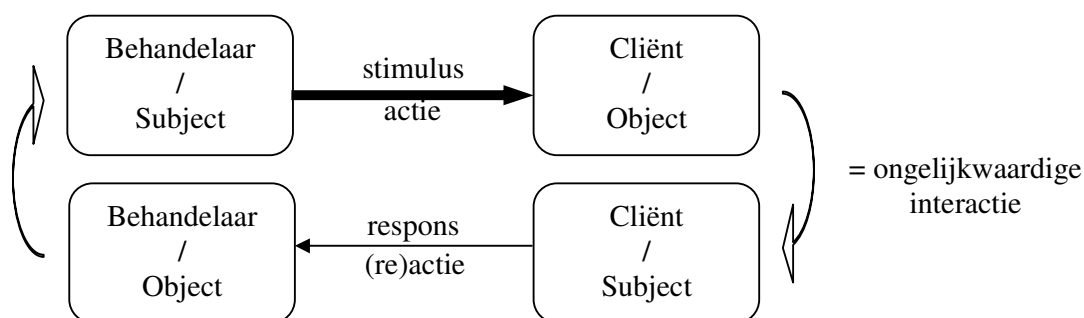 Behandelaar
/
Subject
stimulus
actie
Cliënt
/
Object
= ongelijkwaardige
interactie
Behandelaar
/
Object
respons
(re)actie
Cliënt
/
Subject